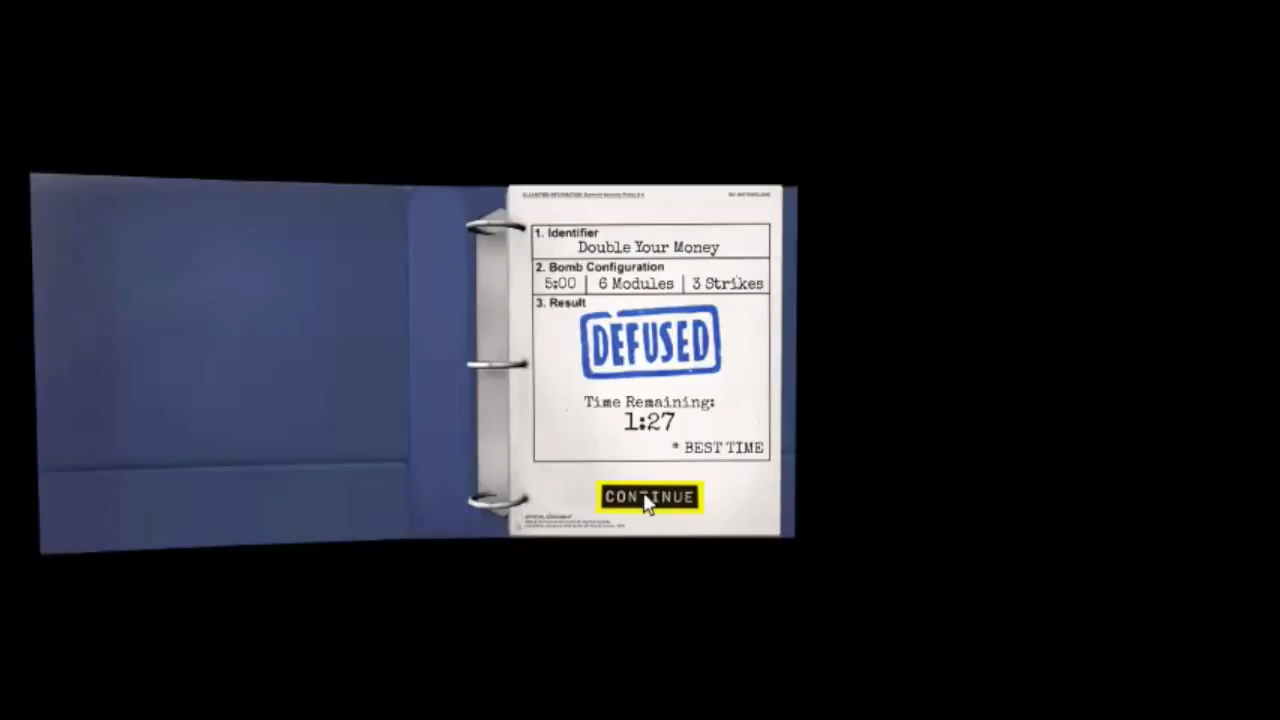 1. Identifier
Double Your Money
2. Bomb Configuration
5:00 | 6 Modules | 3 Strikes
3. Result
DEFUSED
Time Remaining:
1:27
* BEST TIME
CONTINUE